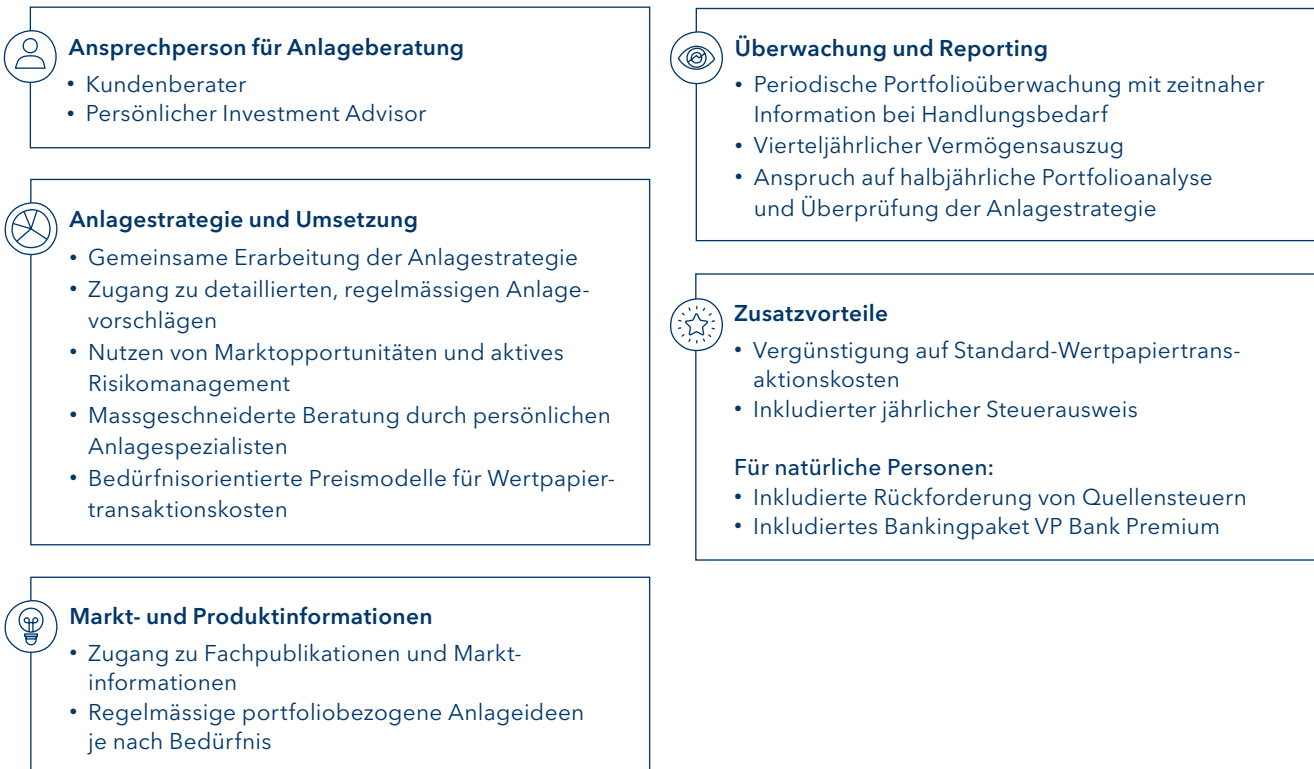 Ansprechperson für Anlageberatung
• Kundenberater
• Persönlicher Investment Advisor
Anlagestrategie und Umsetzung
• Gemeinsame Erarbeitung der Anlagestrategie
• Zugang zu detaillierten, regelmässigen Anlage-
vorschlägen
• Nutzen von Marktopportunitäten und aktives
Risikomanagement
• Massgeschneiderte Beratung durch persönlichen
Anlagespezialisten
• Bedürfnisorientierte Preismodelle für Wertpapier-
transaktionskosten
Markt- und Produktinformationen
• Zugang zu Fachpublikationen und Markt-
informationen
• Regelmässige portfoliobezogene Anlageideen
je nach Bedürfnis
Überwachung und Reporting
• Periodische Portfolioüberwachung mit zeitnaher
Information bei Handlungsbedarf
• Vierteljährlicher Vermögensauszug
• Anspruch auf halbjährliche Portfolioanalyse
und Überprüfung der Anlagestrategie
Zusatzvorteile
• Vergünstigung auf Standard-Wertpapiertrans-
aktionskosten
• Inkludierter jährlicher Steuerausweis
Für natürliche Personen:
• Inkludierte Rückforderung von Quellensteuern
• Inkludiertes Bankingpaket VP Bank Premium